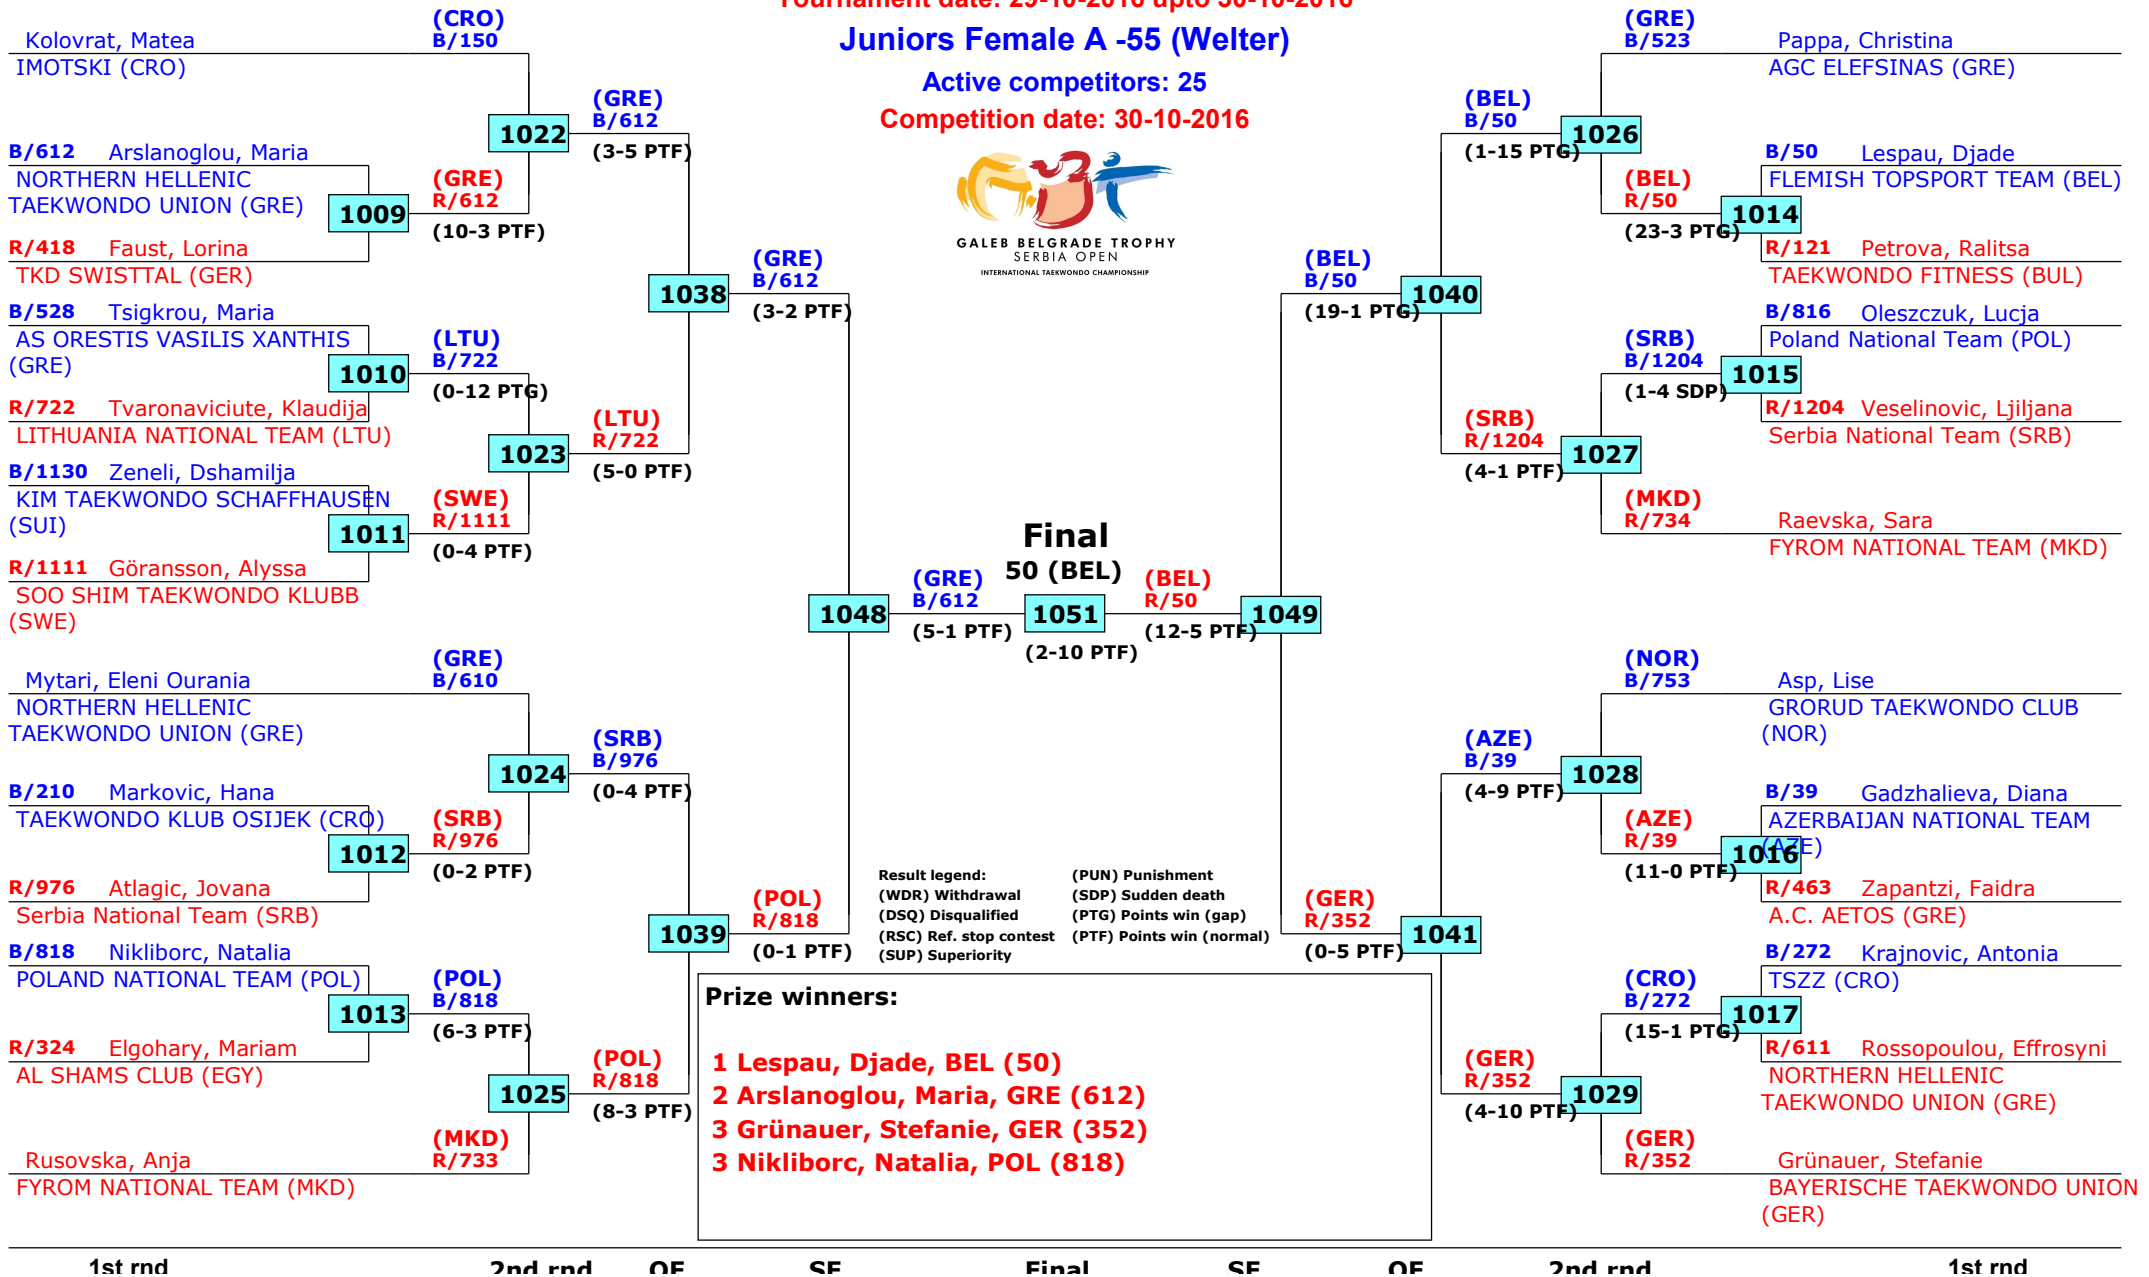 Tournament date: 29-10-2016 upto 30-10-2016
Juniors Female A -55 (Welter)
Active competitors: 25
Competition date: 30-10-2016
GALEB BELGRADE TROPHY
SERBIA OPEN
INTERNATIONAL TAEKWONDO CHAMPIONSHIP
Kolovrat, Matea
IMOTSKI (CRO)
(CRO)
B/150
B/612 Arslanoglou, Maria
NORTHERN HELLENIC
TAEKWONDO UNION (GRE)
1009
R/418 Faust, Lorina
TKD SWISTTAL (GER)
(GRE)
R/612
(10-3 PTF)
1022
(GRE)
B/612
(3-5 PTF)
B/528 Tsigkrou, Maria
AS ORESTIS VASILIS XANTHIS
(GRE)
1010
R/722 Tvaronaviciute, Klaudija
LITHUANIA NATIONAL TEAM (LTU)
(LTU)
B/722
(0-12 PTG)
B/1130 Zeneli, Dshamilja
KIM TAEKWONDO SCHAFFHAUSEN
(SUI)
1011
R/1111 Göransson, Alyssa
SOO SHIM TAEKWONDO KLUBB
(SWE)
(SWE)
R/1111
(0-4 PTF)
1023
(LTU)
R/722
(5-0 PTF)
1038
(GRE)
B/612
(3-2 PTF)
Mytari, Eleni Ourania
NORTHERN HELLENIC
TAEKWONDO UNION (GRE)
(GRE)
B/610
B/210 Markovic, Hana
TAEKWONDO KLUB OSIJEK (CRO)
1012
R/976 Atlagic, Jovana
Serbia National Team (SRB)
(SRB)
R/976
(0-2 PTF)
1024
(SRB)
B/976
(0-4 PTF)
B/818 Nikliborc, Natalia
POLAND NATIONAL TEAM (POL)
1013
R/324 Elgohary, Mariam
AL SHAMS CLUB (EGY)
(POL)
B/818
(6-3 PTF)
Rusovska, Anja
FYROM NATIONAL TEAM (MKD)
(MKD)
R/733
1025
(POL)
R/818
(8-3 PTF)
1039
(POL)
R/818
(0-1 PTF)
1048
(GRE)
B/612
(5-1 PTF)
Final
50 (BEL)
1051
(2-10 PTF)
(BEL)
R/50
(12-5 PTF)
1049
(BEL)
B/50
(19-1 PTG)
1040
(BEL)
B/50
(1-15 PTG)
1026
(GRE)
B/523
Pappa, Christina
AGC ELEFSINAS (GRE)
(BEL)
R/50
(23-3 PTG)
1014
B/50 Lespau, Djade
FLEMISH TOPSPORT TEAM (BEL)
R/121 Petrova, Ralitsa
TAEKWONDO FITNESS (BUL)
(SRB)
R/1204
(4-1 PTF)
1027
(SRB)
B/1204
(1-4 SDP)
1015
B/816 Oleszczuk, Lucja
Poland National Team (POL)
R/1204 Veselinovic, Ljiljana
Serbia National Team (SRB)
(MKD)
R/734
Raevska, Sara
FYROM NATIONAL TEAM (MKD)
(GER)
R/352
(0-5 PTF)
1041
(AZE)
B/39
(4-9 PTF)
1028
(NOR)
B/753
Asp, Lise
GRORUD TAEKWONDO CLUB
(NOR)
(AZE)
R/39
(11-0 PTF)
1016
B/39 Gadzhalieva, Diana
AZERBAIJAN NATIONAL TEAM
(AZE)
R/463 Zapantzi, Faidra
A.C. AETOS (GRE)
(GER)
R/352
(4-10 PTF)
1029
(CRO)
B/272
(15-1 PTG)
1017
B/272 Krajnovic, Antonia
TSZZ (CRO)
R/611 Rossopoulou, Effrosyni
NORTHERN HELLENIC
TAEKWONDO UNION (GRE)
(GER)
R/352
Grünauer, Stefanie
BAYERISCHE TAEKWONDO UNION
(GER)
Result legend: (PUN) Punishment
(WDR) Withdrawal (SDP) Sudden death
(DSQ) Disqualified (PTG) Points win (gap)
(RSC) Ref. stop contest (PTF) Points win (normal)
(SUP) Superiority
Prize winners:
1 Lespau, Djade, BEL (50)
2 Arslanoglou, Maria, GRE (612)
3 Grünauer, Stefanie, GER (352)
3 Nikliborc, Natalia, POL (818)
1st rnd 2nd rnd QF SF Final SF QF 2nd rnd 1st rnd